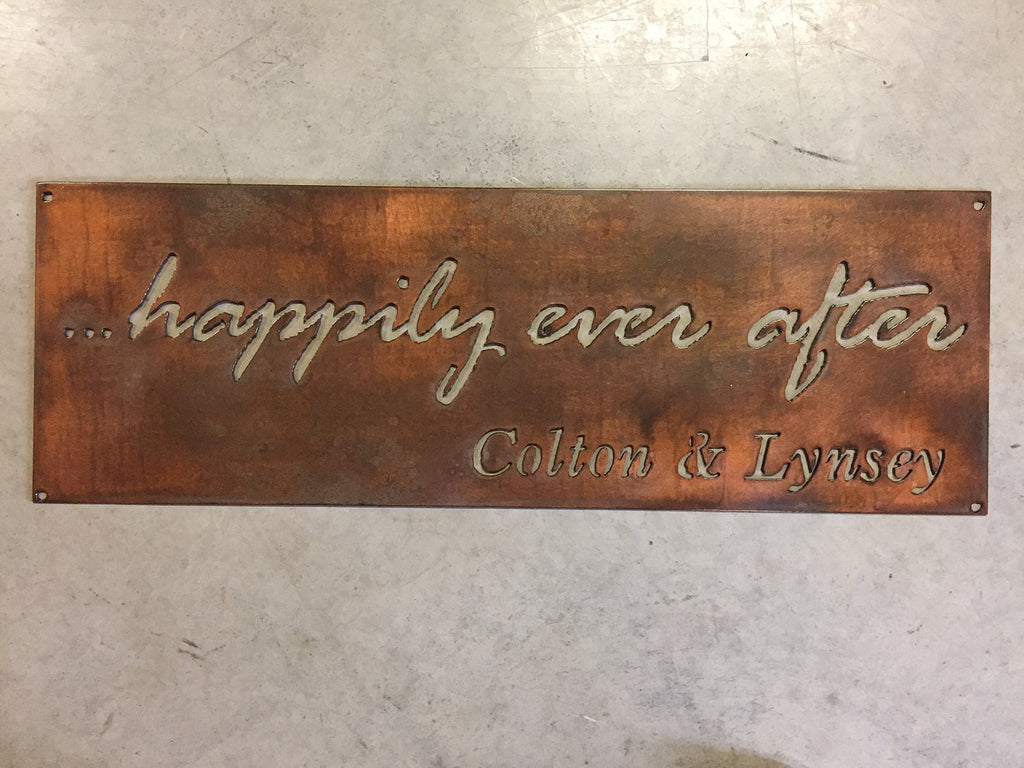 ...happily ever after
Colton & Lynsey